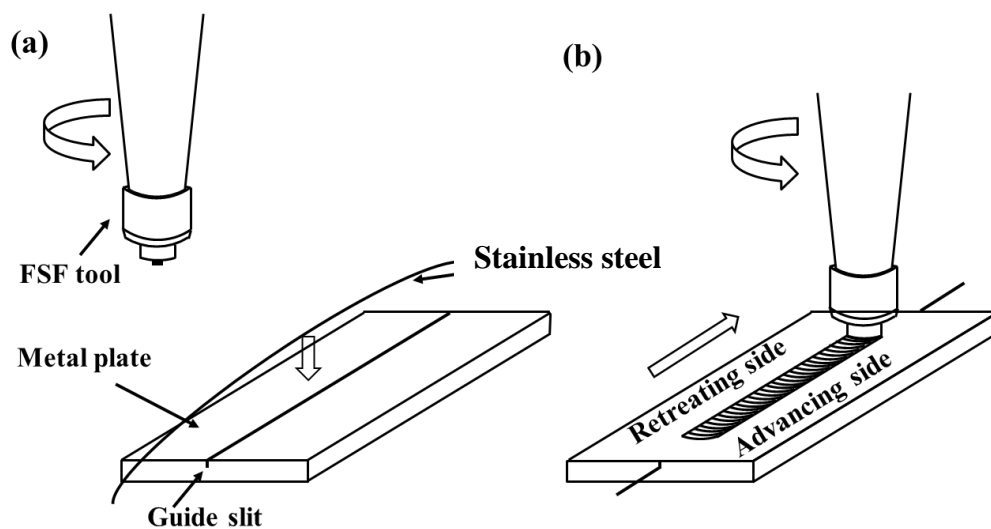 (a)
FSF tool
Stainless steel
Metal plate
Guide slit
(b)
Retreating side
Advancing side